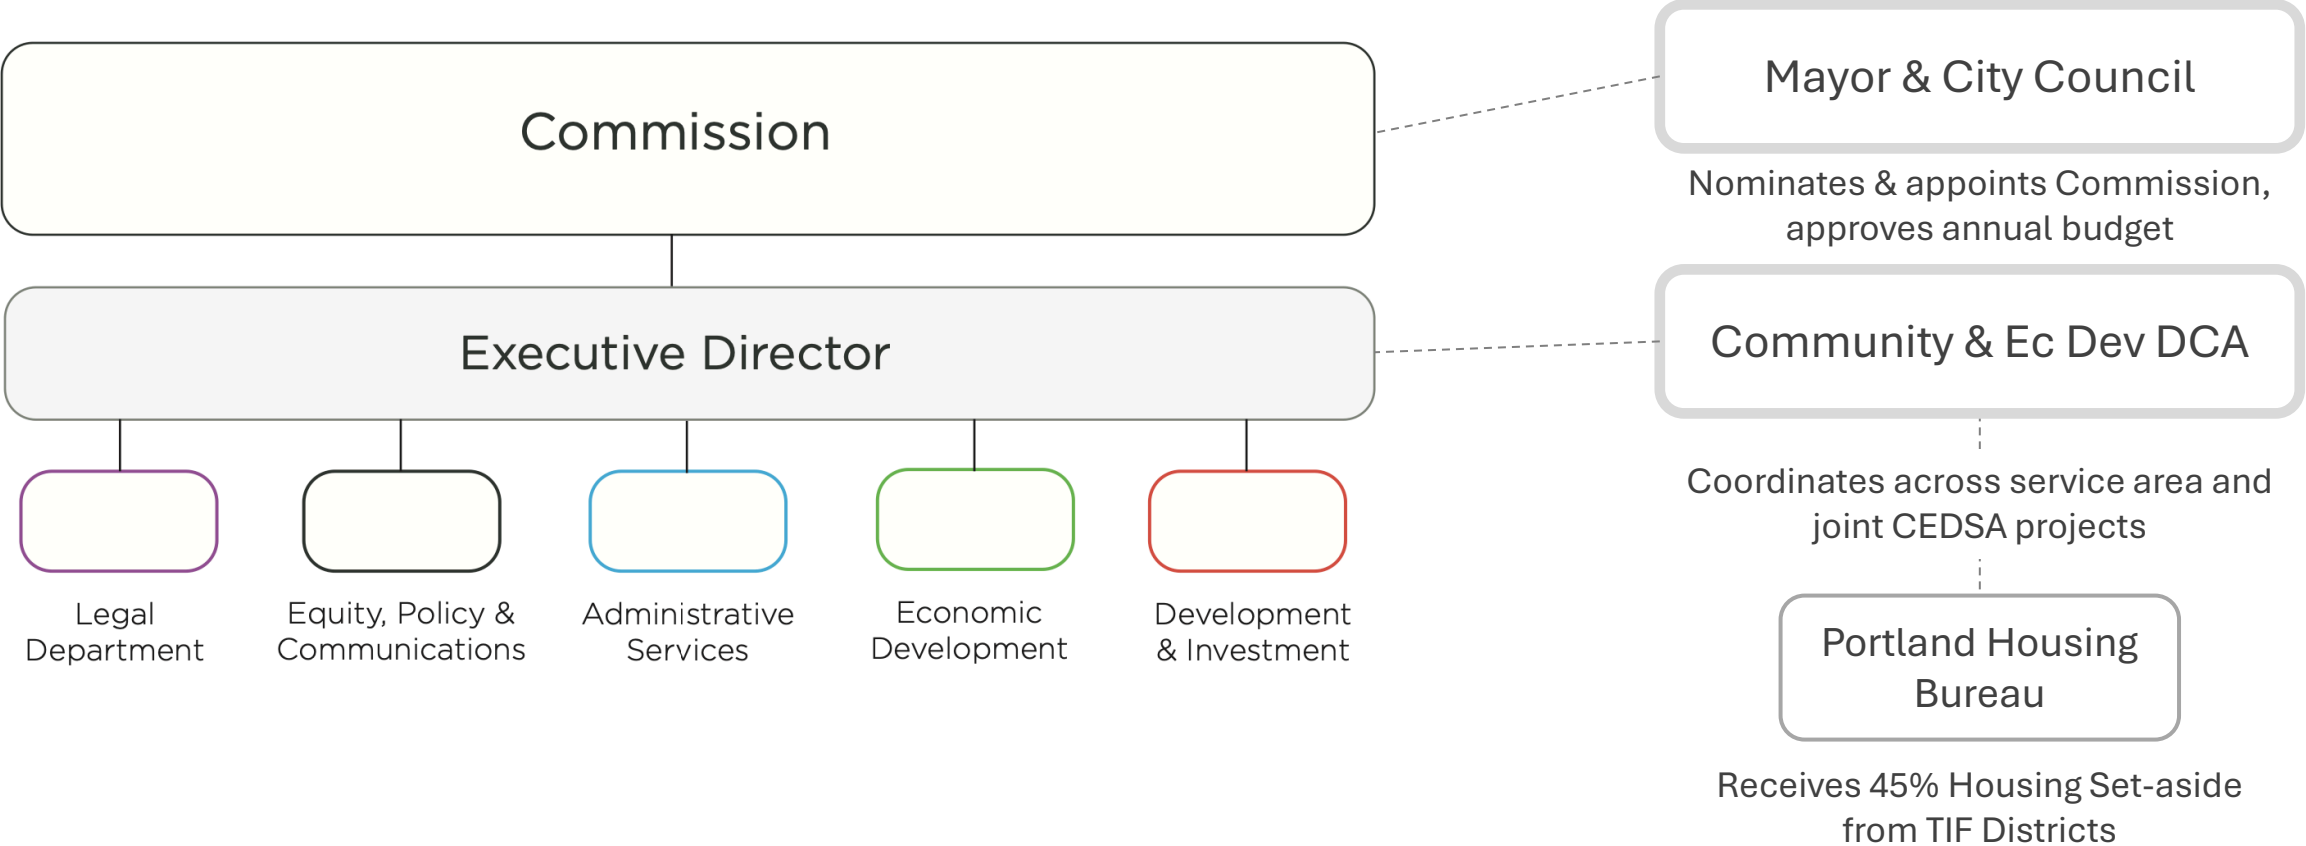 Commission
Executive Director
Legal
Department
Equity, Policy &
Communications
Administrative
Services
Economic
Development
Development
& Investment
Mayor & City Council
Nominates & appoints Commission,
approves annual budget
Community & Ec Dev DCA
Coordinates across service area and
joint CEDSA projects
Portland Housing
Bureau
Receives 45% Housing Set-aside
from TIF Districts